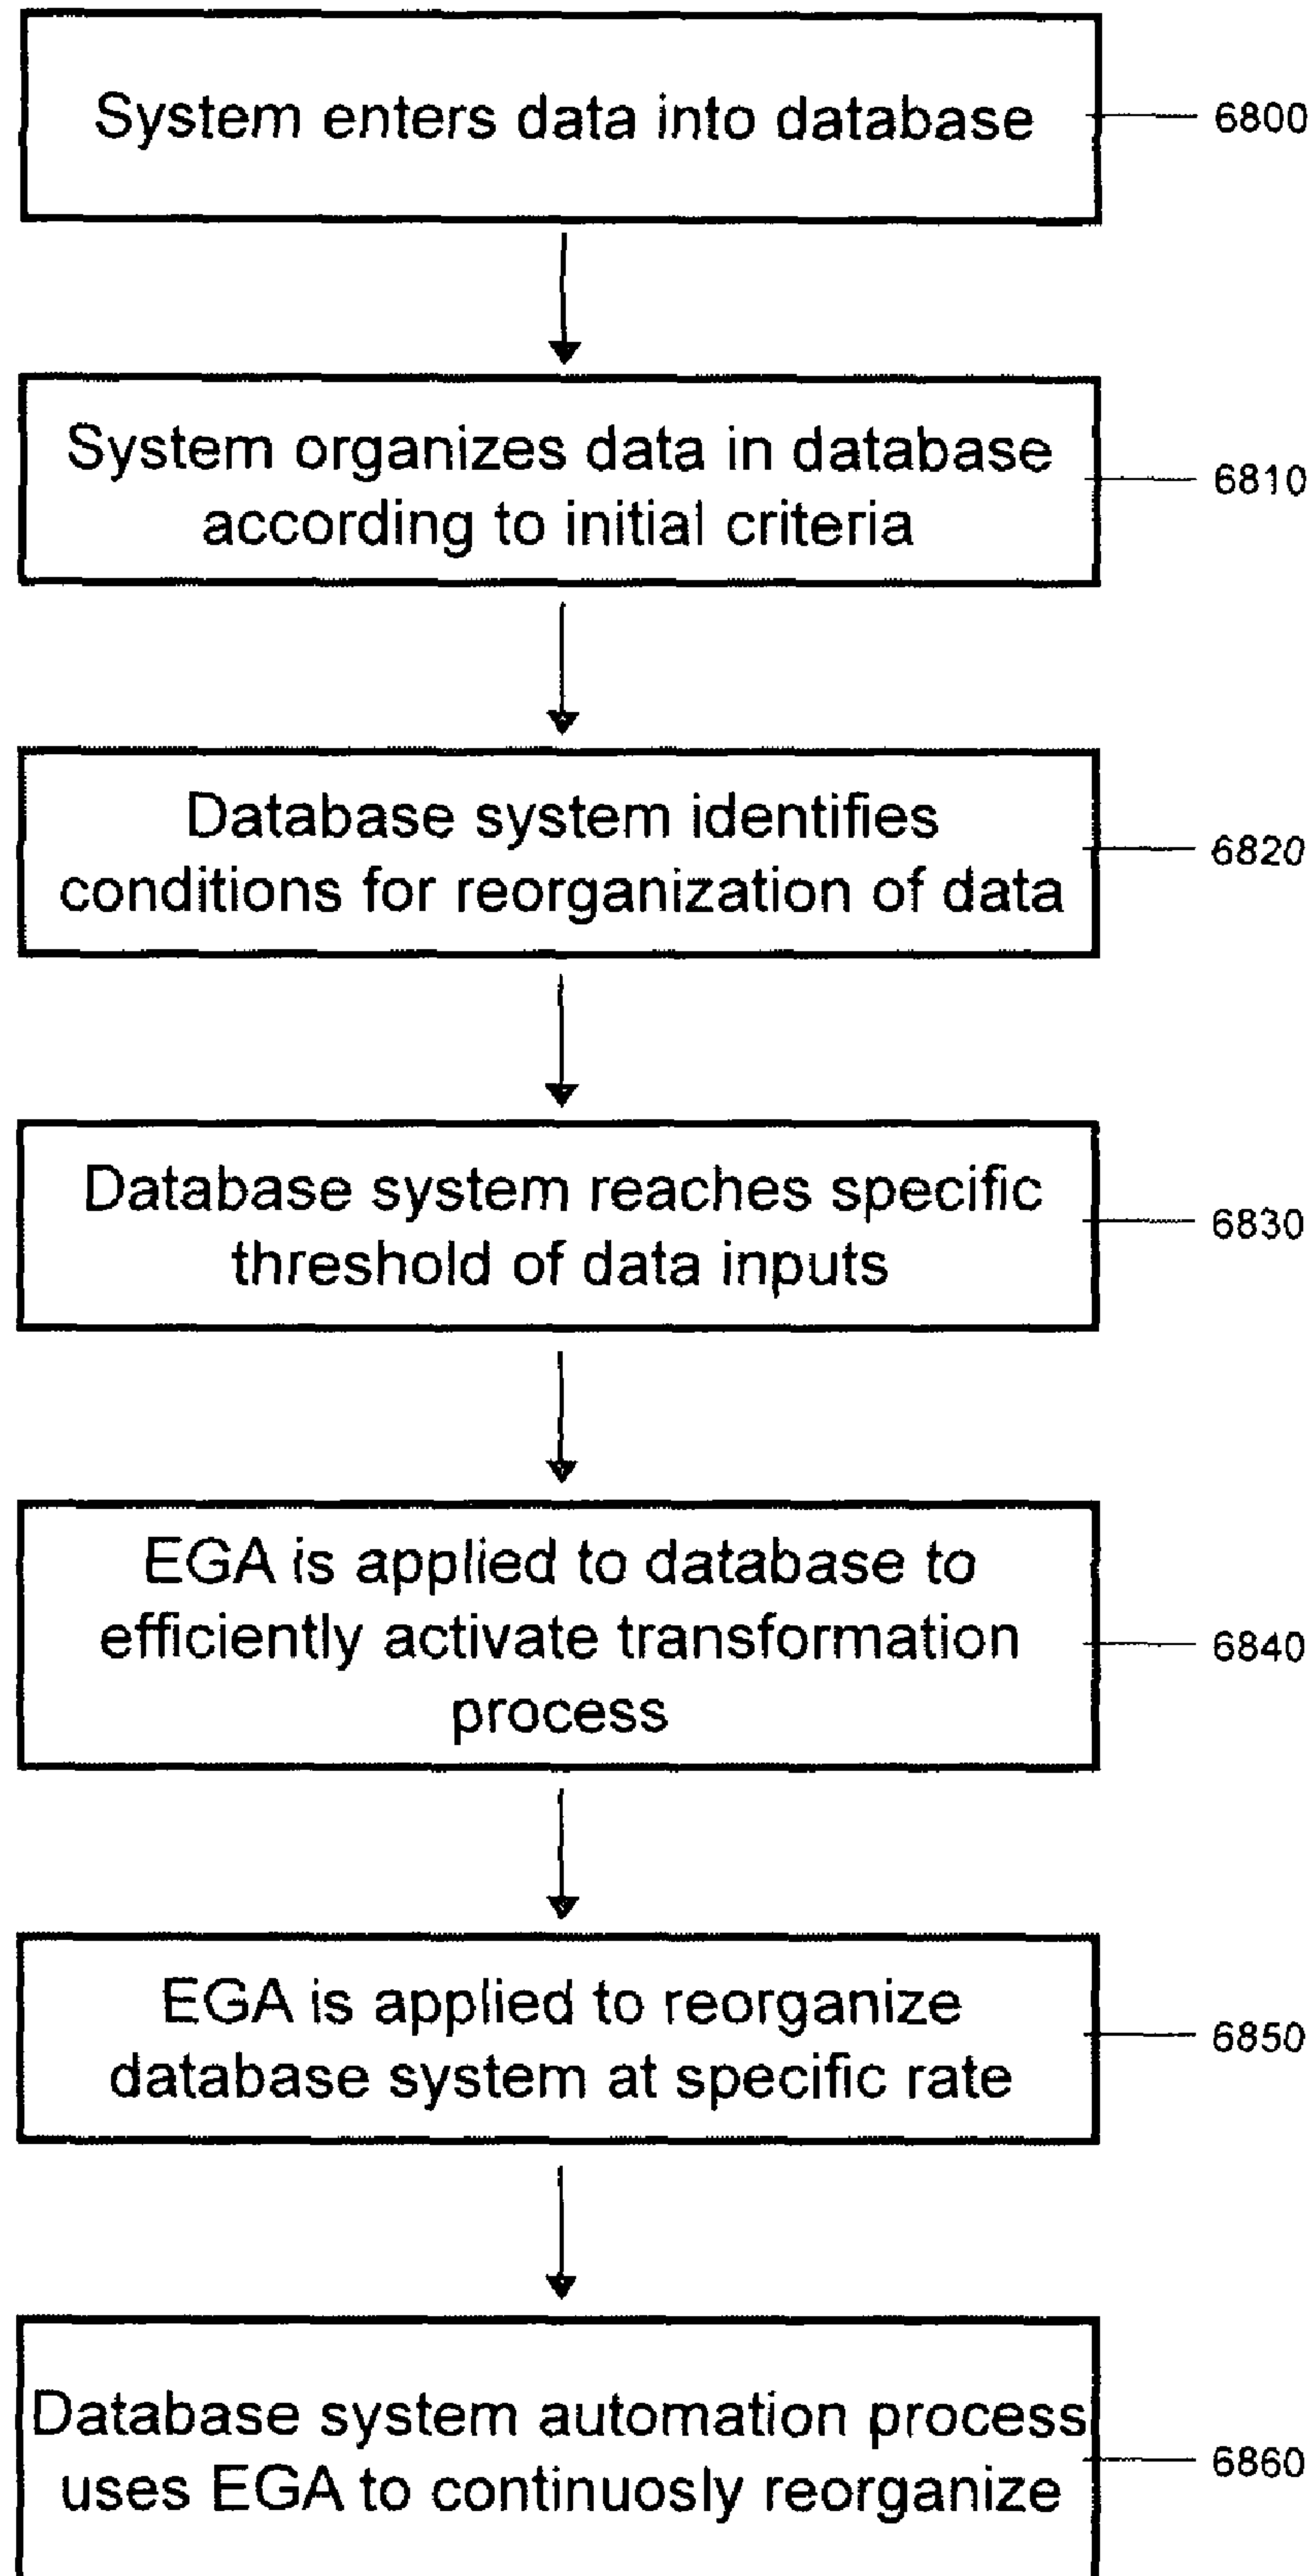 System enters data into database
6800
System organizes data in database
according to initial criteria
6810
Database system identifies
conditions for reorganization of data
6820
Database system reaches specific
threshold of data inputs
6830
EGA is applied to database to
efficiently activate transformation
process
6840
EGA is applied to reorganize
database system at specific rate
6850
Database system automation process
uses EGA to continuosly reorganize
6860